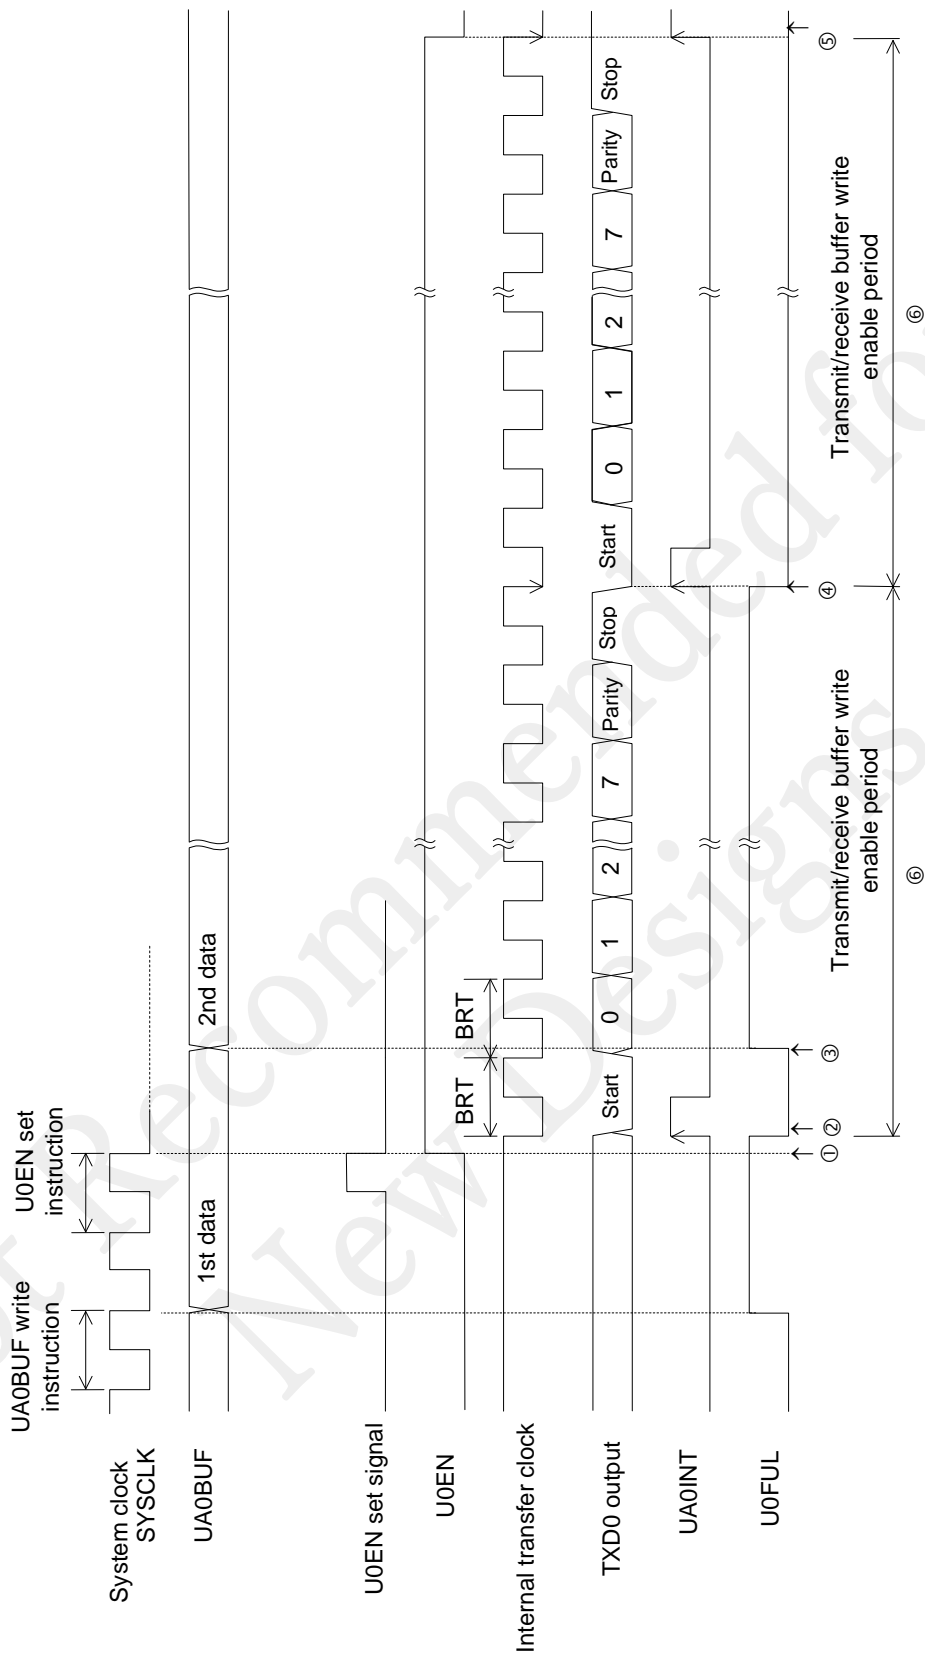 UA0BUF write
instruction
U0EN set
instruction
System clock
SYSCLK
UA0BUF
1st data
2nd data
U0EN set signal
U0EN
BRT
BRT
Internal transfer clock
TXD0 output
Start
0
1
2
7
Parity
Stop
Start
0
1
2
7
Parity
Stop
UA0INT
U0FUL
①
②
③
④
⑤
Transmit/receive buffer write
enable period
Transmit/receive buffer write
enable period
⑥
⑥
Recommended fo
New Designs